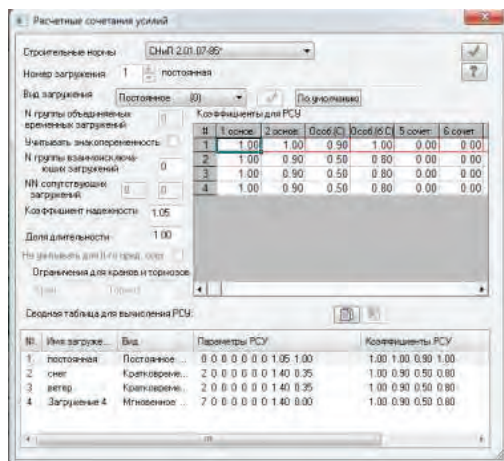 Расчетные сочетания усилий
Строительные нормы СНиП 2.01.07-85*
Номер загружения 1 постоянная
Вид загружения Постоянное (0) По умолчанию
N группы объединяемых временных загружений 0
Коэффициенты для РСУ
Учитывать знакопеременность
N группы взаимоисключающих загружений 0
NN сопутствующих загружений 0 0
Коэффициент надежности 1.05
Доля длительности 1.00
# 1 основ. 2 основ. Особ.(С) Особ.(б С) 5 сочет. 6 сочет.
1 1.00 1.00 0.90 1.00 0.00 0.00
2 1.00 0.90 0.50 0.80 0.00 0.00
3 1.00 0.90 0.50 0.80 0.00 0.00
4 1.00 0.90 0.50 0.80 0.00 0.00
Ограничения для кранов и тормозов
Кран Тормоз
Сводная таблица для вычисления РСУ:
№ Имя загруже... Вид Параметры РСУ Коэффициенты РСУ
1 постоянная Постоянное ... 0 0 0 0 0 0 0 1.05 1.00 1.00 1.00 0.90 1.00
2 снег Кратковреме... 2 0 0 0 0 0 0 1.40 0.35 1.00 0.90 0.50 0.80
3 ветер Кратковреме... 2 0 0 0 0 0 0 1.40 0.35 1.00 0.90 0.50 0.80
4 Загружение 4 Мгновенное ... 7 0 0 0 0 0 0 1.40 0.00 1.00 0.90 0.50 0.80